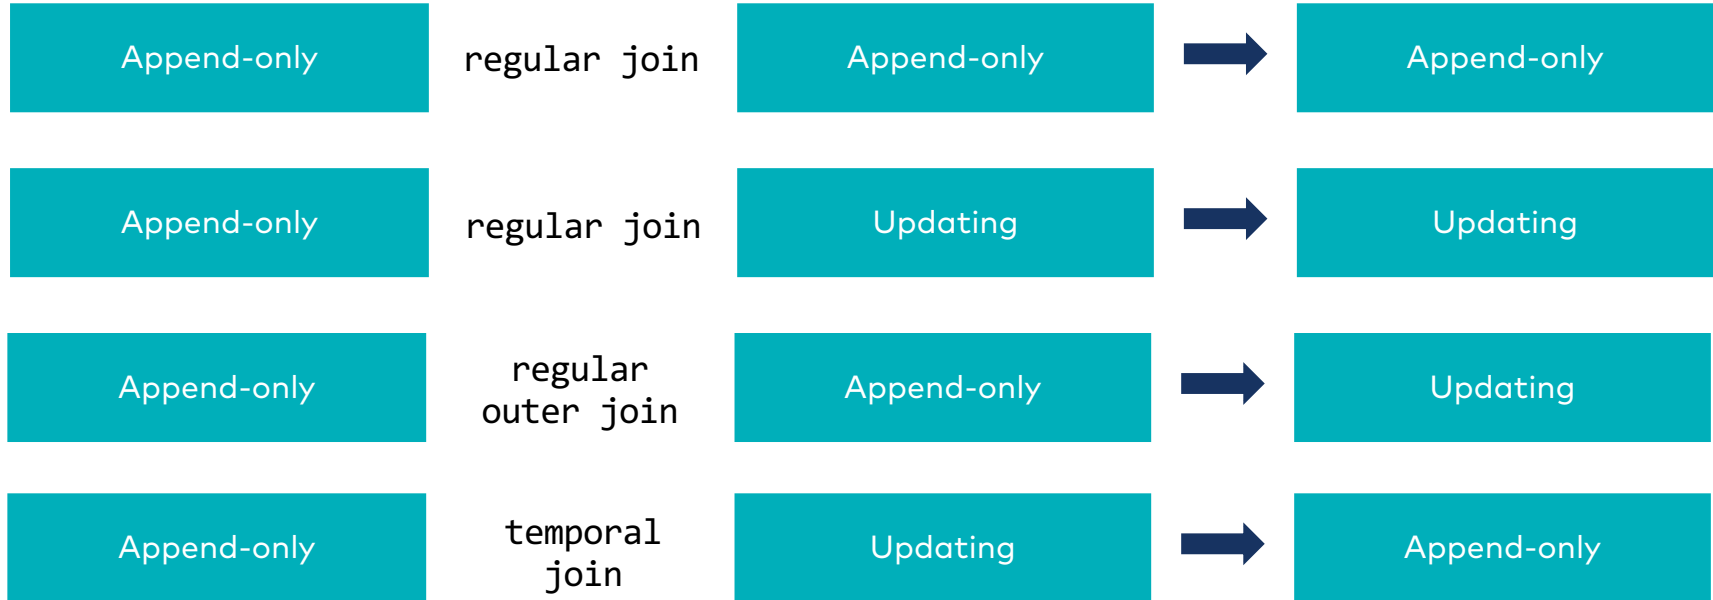 Append-only regular join Append-only Append-only
Append-only regular join Updating Updating
Append-only regular
outer join Append-only Updating
Append-only temporal
join Updating Append-only